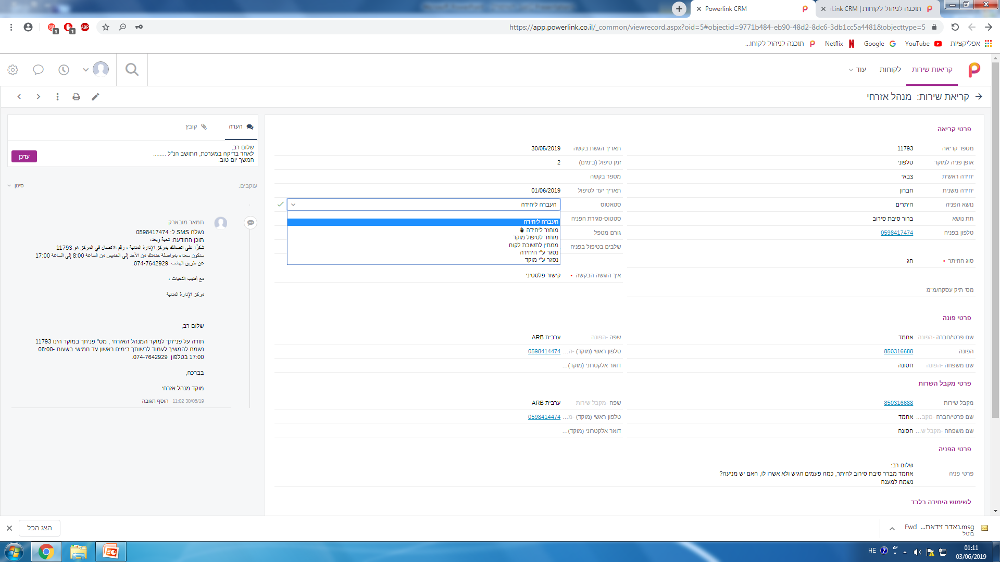 Powerlink CRM
Link CRM | תוכנה לניהול לקוחות
https://app.powerlink.co.il/_common/viewrecord.aspx?oid=5#objectid=9771b484-eb90-48d2-8dc6-3db1cc5a4481&objecttype=5
1
1
ABP
אפליקציות
YouTube
Google
Netflix
תוכנה לניהול לקוחו...
קריאות שירות
לקוחות
עוד
קריאת שירות: מנהל אזרחי
פרטי קריאה
מספר קריאה 11793
אופן פניה למוקד טלפוני
יחידה ראשית צבאי
יחידה משנית חברון
נושא הפניה היתרים
תת נושא ברור סיבת סירוב
טלפון בפניה 0598417474
סוג ההיתר • חג
מס' תיק עסקה/מ"מ
תאריך הגשת בקשה 30/05/2019
זמן טיפול (בימים) 2
מספר בקשה
תאריך יעד לטיפול 01/06/2019
סטאטוס העברה ליחידה
העברה ליחידה
מוחזר ליחידה
מוחזר לטיפול מוקד
ממתין לתשובת לקוח
נסגר ע"י היחידה
נסגר ע"י מוקד
סטטוס-סגירת הפניה
גורם מטפל
שלבים בטיפול בפניה
איך הוגשה הבקשה • קישור פלסטיני
פרטי פונה
שם פרטי/חברה -הפונה אחמד
הפונה 850316688
שם משפחה -הפונה חסונה
שפה -הפונה ערבית ARB
טלפון ראשי (מוקד) -ה... 0598414474
דואר אלקטרוני (מוקד)...
פרטי מקבל השרות
מקבל שירות 850316688
שם פרטי/חברה -מקב... אחמד
שם משפחה -מקבל ש... חסונה
שפה -מקבל שירות ערבית ARB
טלפון ראשי (מוקד) -מ... 0598414474
דואר אלקטרוני (מוקד)...
פרטי הפניה
פרטי פניה
שלום רב:
אחמד מברר סיבת סירוב להיתר, כמה פעמים הגיש ולא אשרו לו, האם יש מניעה?
נשמח למענה
לשימוש היחידה בלבד
הערה
קובץ
שלום רב,
לאחר בדיקה במערכת, התושב הנ"ל ........
המשך יום טוב.
עדכן
עוקבים:
סינון
תמאר מובארק
נשלח SMS ל: 0598417474
תוכן ההודעה: تحية وبعد،
شكرًا على اتصالك بمركز الإدارة المدنية ، رقم الاتصال في المركز هو 11793
سنكون سعداء بمواصلة خدمتك من الأحد إلى الخميس من الساعة 8:00 إلى الساعة 17:00
عن طريق الهاتف 074-7642929.
مع أطيب التحيات ،
مركز الإدارة المدنية
שלום רב,
תודה על פנייתך למוקד המנהל האזרחי , מס" פניתך במוקד הינו 11793
נשמח להמשיך לעמוד לרשותך בימים ראשון עד חמישי בשעות 08:00-
17:00 בטלפון 074-7642929.
בברכה,
מוקד מנהל אזרחי
30/05/19 11:02 הוסף תגובה
Fwd ...נאדר זידאת.msg
בוטל
הצג הכל
HE
01:11
03/06/2019